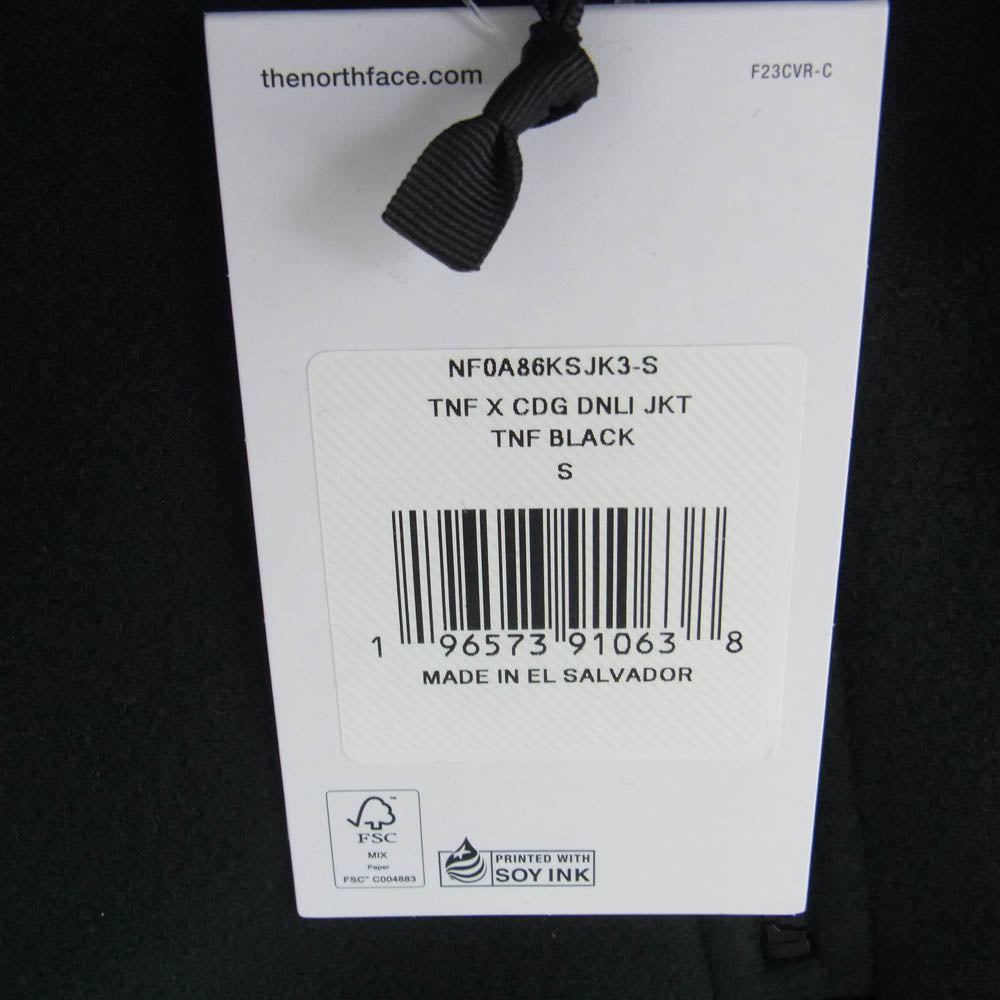 thenorthface.com
F23CVR-C
NF0A86KSJK3-S
TNF X CDG DNLI JKT
TNF BLACK
S
1 96573 91063 8
MADE IN EL SALVADOR
FSC
MIX
Paper
FSC™ C004883
PRINTED WITH
SOY INK